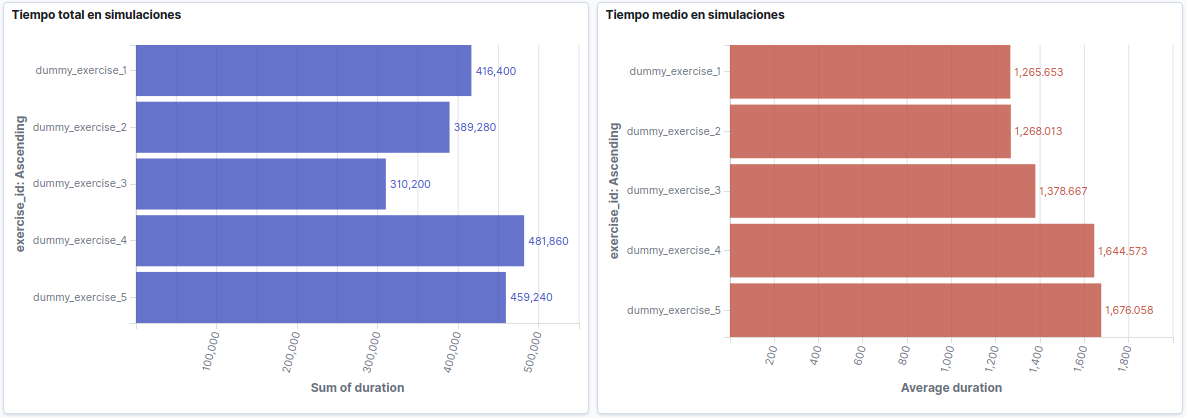 Tiempo total en simulaciones
exercise_id: Ascending
dummy_exercise_1
416,400
dummy_exercise_2
389,280
dummy_exercise_3
310,200
dummy_exercise_4
481,860
dummy_exercise_5
459,240
100,000
200,000
300,000
400,000
500,000
Sum of duration
Tiempo medio en simulaciones
exercise_id: Ascending
dummy_exercise_1
1,265.653
dummy_exercise_2
1,268.013
dummy_exercise_3
1,378.667
dummy_exercise_4
1,644.573
dummy_exercise_5
1,676.058
200
400
600
800
1,000
1,200
1,400
1,600
1,800
Average duration